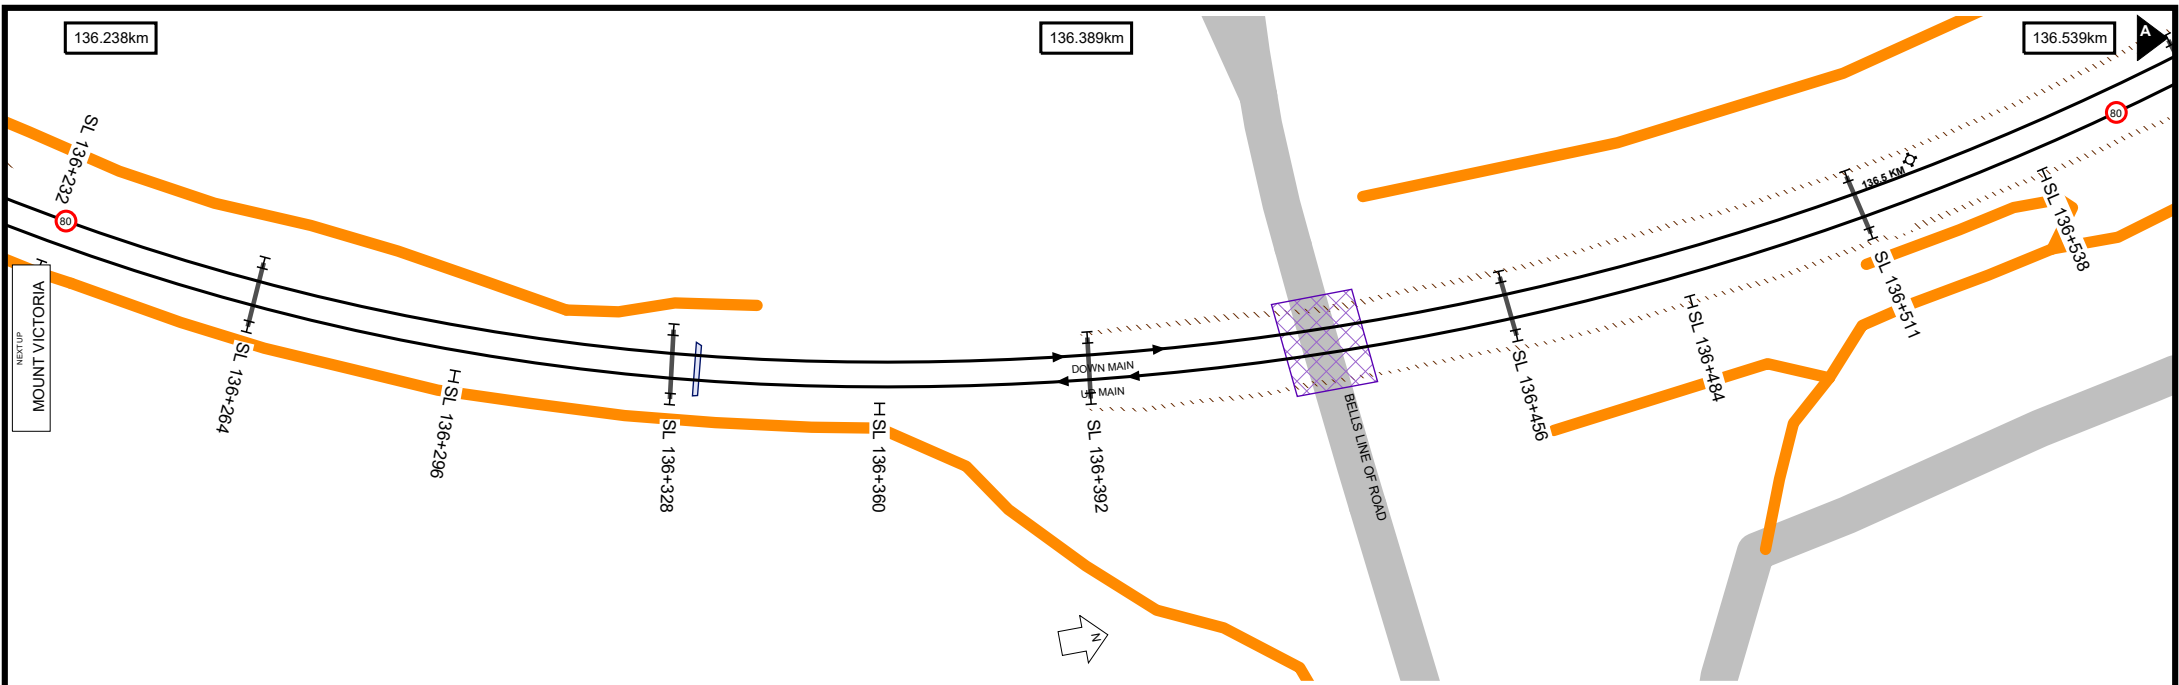 136.238km
136.389km
136.539km
A
SL 136+232
80
80
136.5 KM
NEXT UP
MOUNT VICTORIA
SL 136+264
SL 136+296
SL 136+328
SL 136+360
DOWN MAIN
UP MAIN
SL 136+392
BELLS LINE OF ROAD
SL 136+456
SL 136+484
SL 136+511
SL 136+538
N